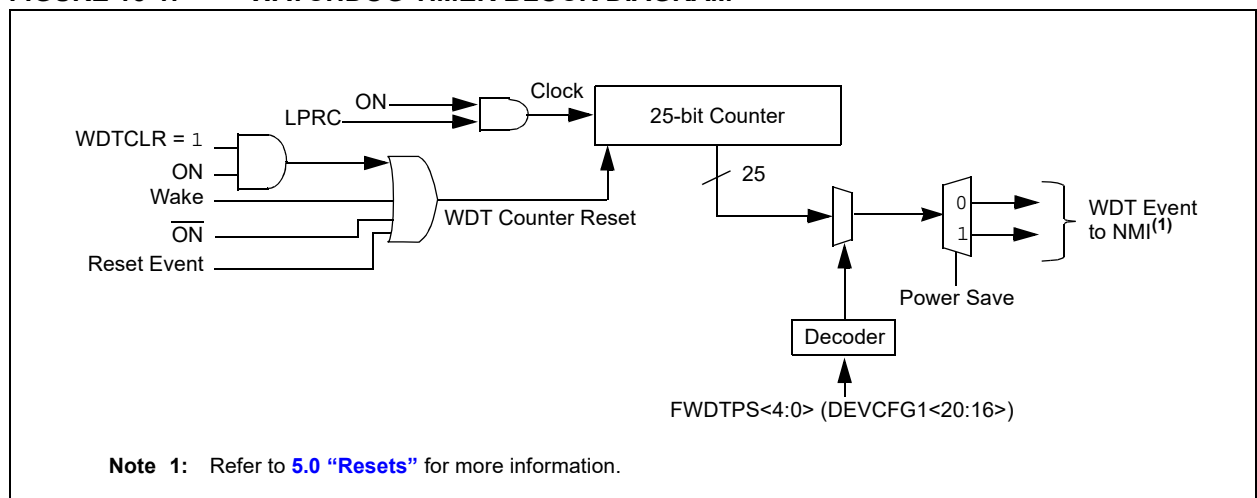 ON
LPRC
Clock
25-bit Counter
WDTCLR = 1
ON
Wake
ON
Reset Event
WDT Counter Reset
25
0
1
WDT Event
to NMI(1)
Power Save
Decoder
FWDTPS<4:0> (DEVCFG1<20:16>)
Note 1: Refer to 5.0 “Resets” for more information.